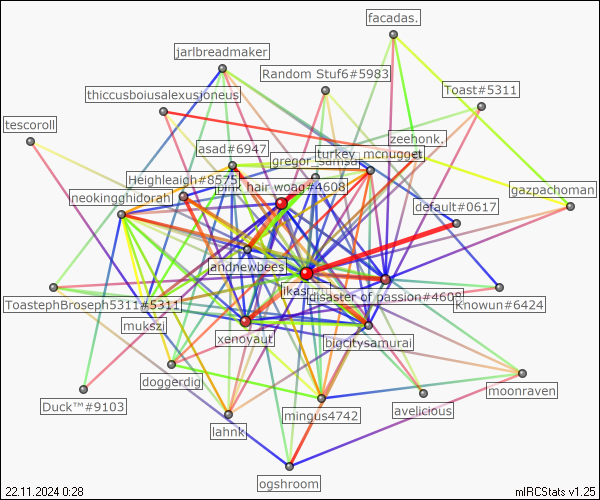 facadas.
jarlbreadmaker
Random Stuf6#5983
Toast#5311
thiccusboiusalexusjoneus
tescoroll
zeehonk.
asad#6947
turkey_mcnugget
gregor_samsa
Heighleaigh#8575
pink hair woag#4608
neokingghidorah
gazpachoman
default#0617
andnewbees
ikas
disaster of passion#4608
ToastephBroseph5311#5311
Knowun#6424
mukszi
xenoyaut
bigcitysamurai
doggerdig
moonraven
Duck™#9103
mingus4742
avelicious
lahnk
ogshroom
22.11.2024 0:28
mIRCStats v1.25